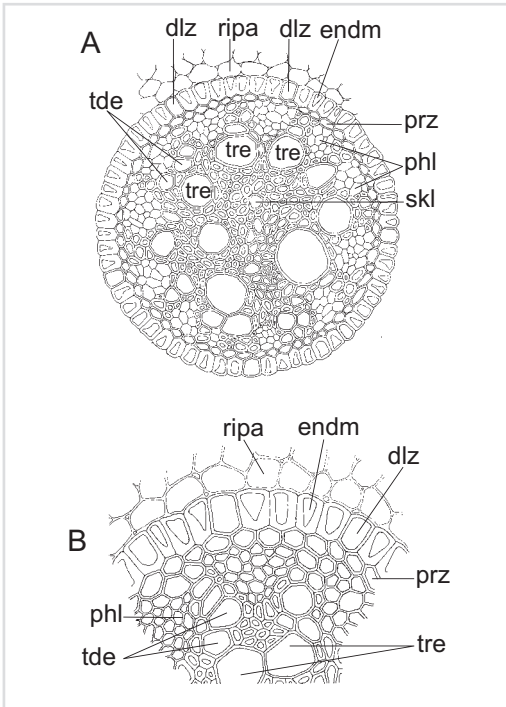 A
dlz ripa dlz endm
tde
prz
tre tre
phl
tre
skl
ripa endm
dlz
B
prz
phl
tde
tre